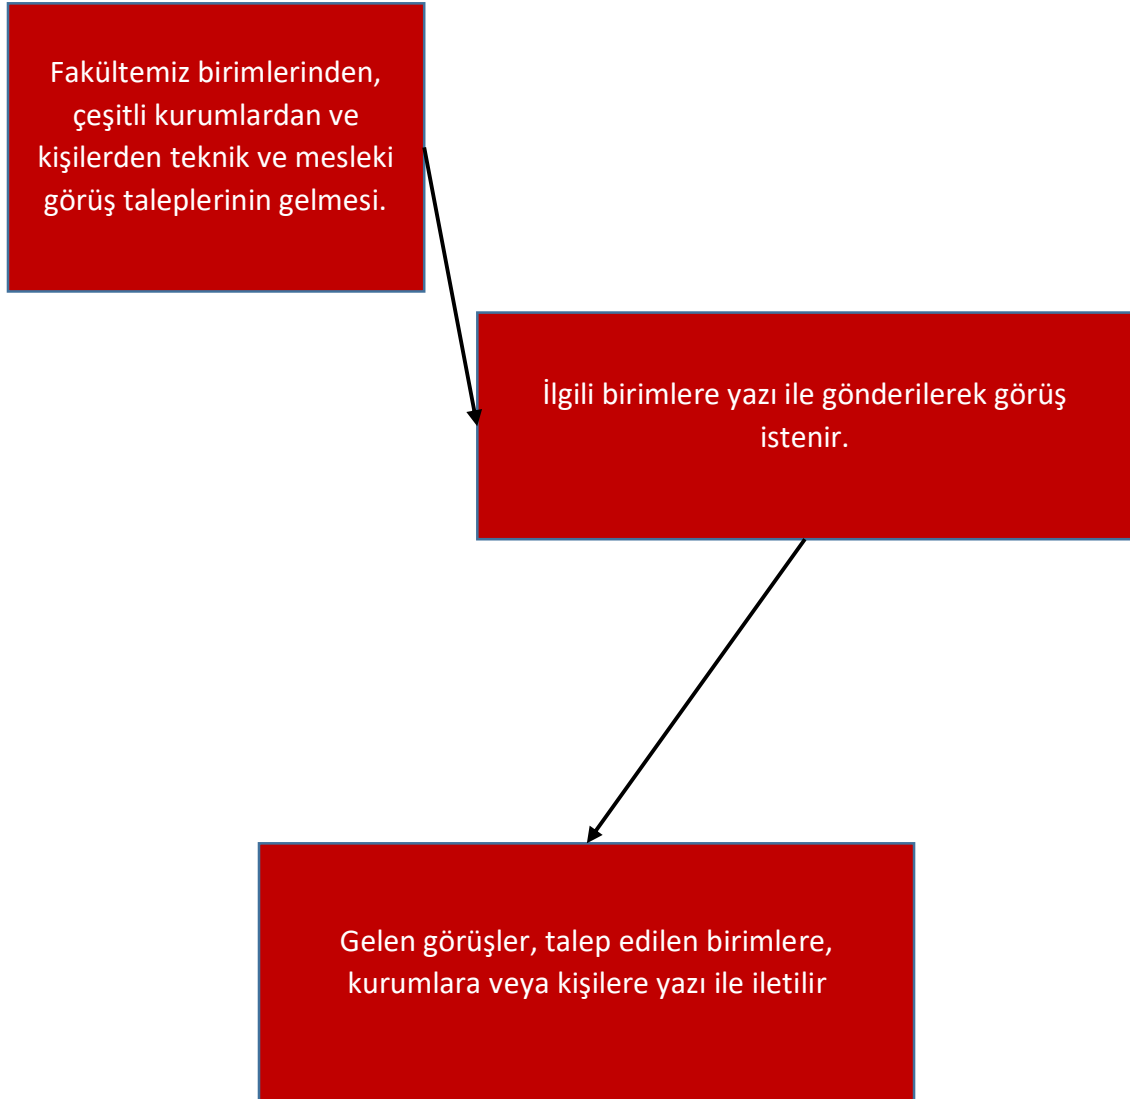 Fakültemiz birimlerinden,
çeşitli kurumlardan ve
kişilerden teknik ve mesleki
görüş taleplerinin gelmesi.
İlgili birimlere yazı ile gönderilerek görüş
istenir.
Gelen görüşler, talep edilen birimlere,
kurumlara veya kişilere yazı ile iletilir